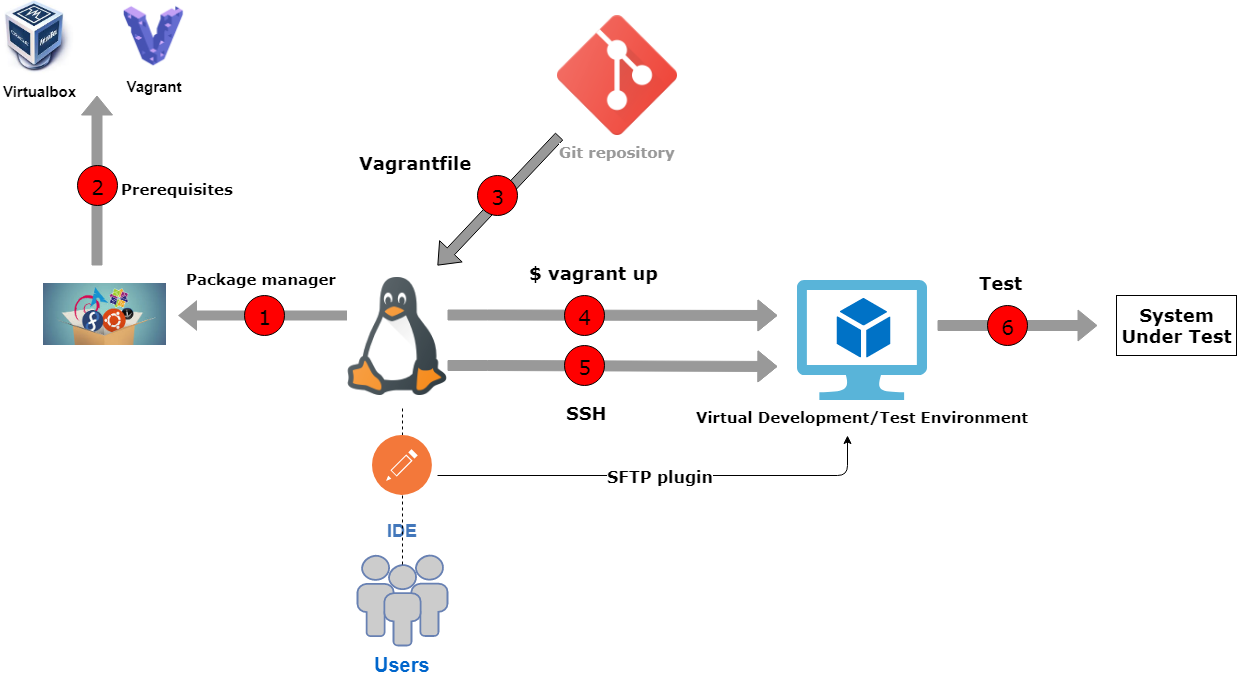 Virtualbox
Vagrant
Git repository
Vagrantfile
3
2
Prerequisites
Package manager
1
$ vagrant up
4
5
SSH
Test
6
System
Under Test
Virtual Development/Test Environment
SFTP plugin
IDE
Users